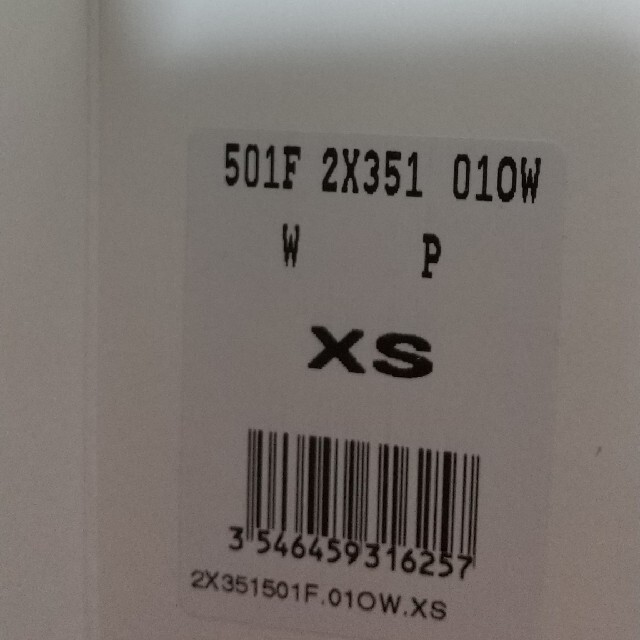 501F 2X351 01OW
W P
XS
3 546459 316257
2X351501F.01OW.XS